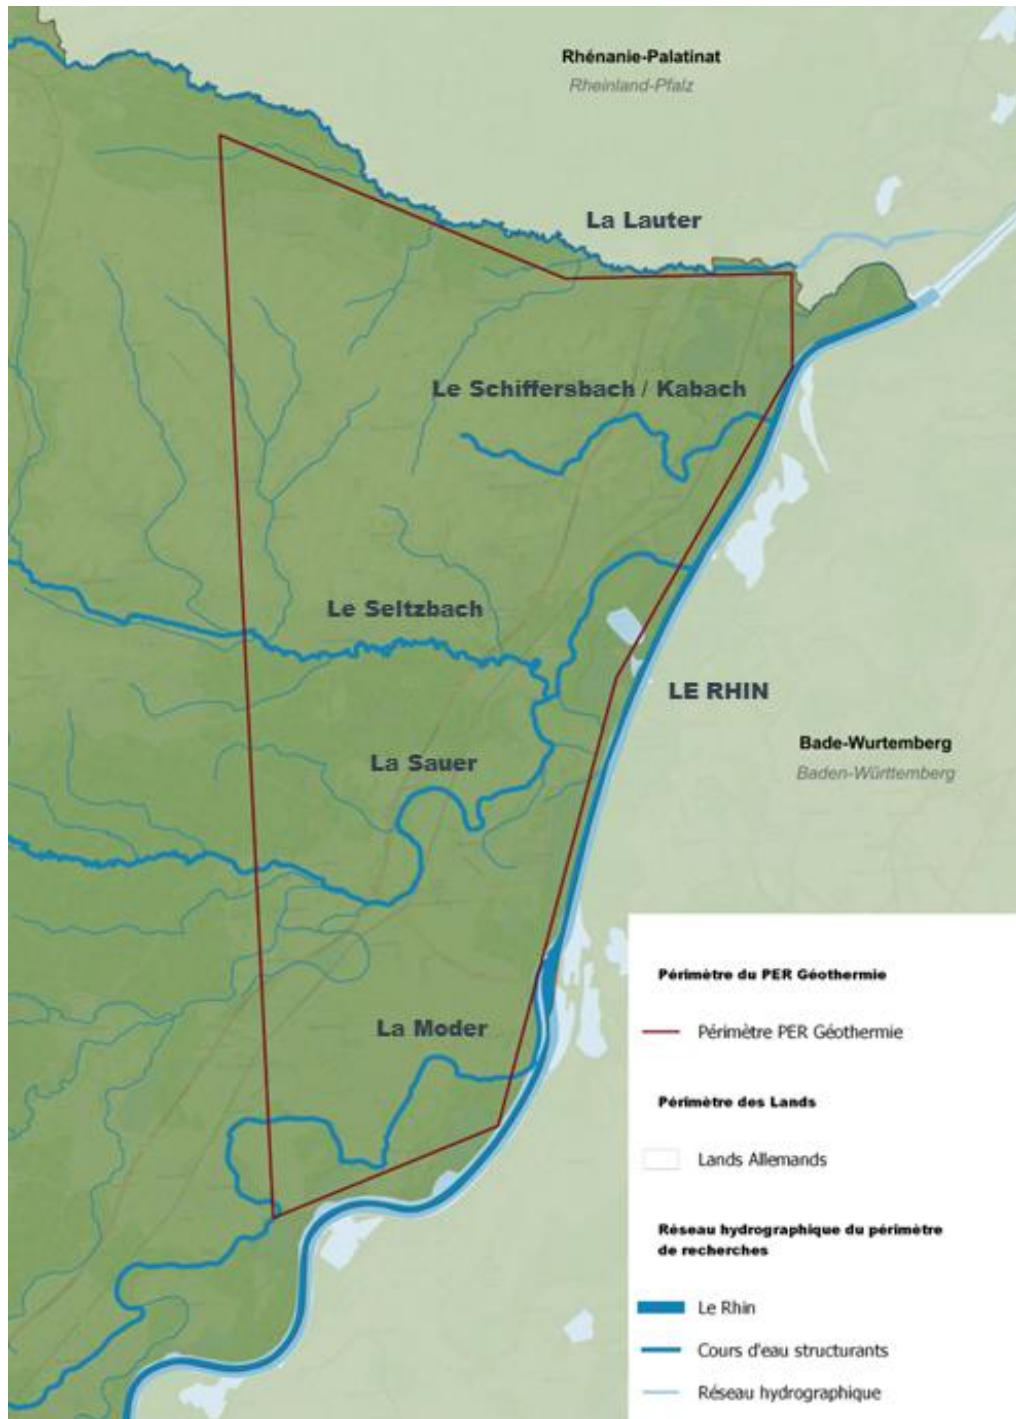 Rhénanie-Palatinat
Rheinland-Pfalz
La Lauter
Le Schiffersbach / Kabach
Le Seltzbach
LE RHIN
Bade-Wurtemberg
Baden-Württemberg
La Sauer
La Moder
Périmètre du PER Géothermie
Périmètre PER Géothermie
Périmètre des Lands
Lands Allemands
Réseau hydrographique du périmètre
de recherches
Le Rhin
Cours d'eau structurants
Réseau hydrographique